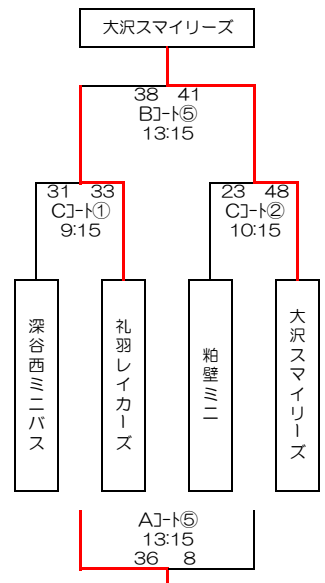 大沢スマイリーズ
38 41
Bコート⑤
13:15
31 33
Cコート①
9:15
23 48
Cコート②
10:15
深谷西ミニバス
礼羽レイカーズ
粕壁ミニ
大沢スマイリーズ
Aコート⑤
13:15
36 8